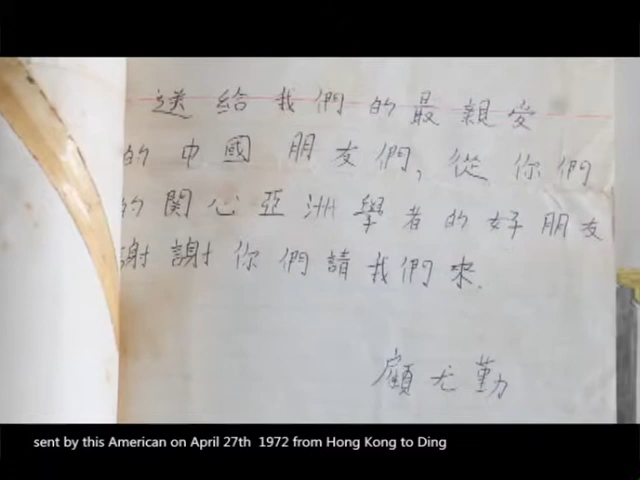 送給我們的最親爱
的中國朋友們,從你們
的関心亞洲學者的好朋友
謝謝你們請我們來.
顧尤勤
sent by this American on April 27th 1972 from Hong Kong to Ding